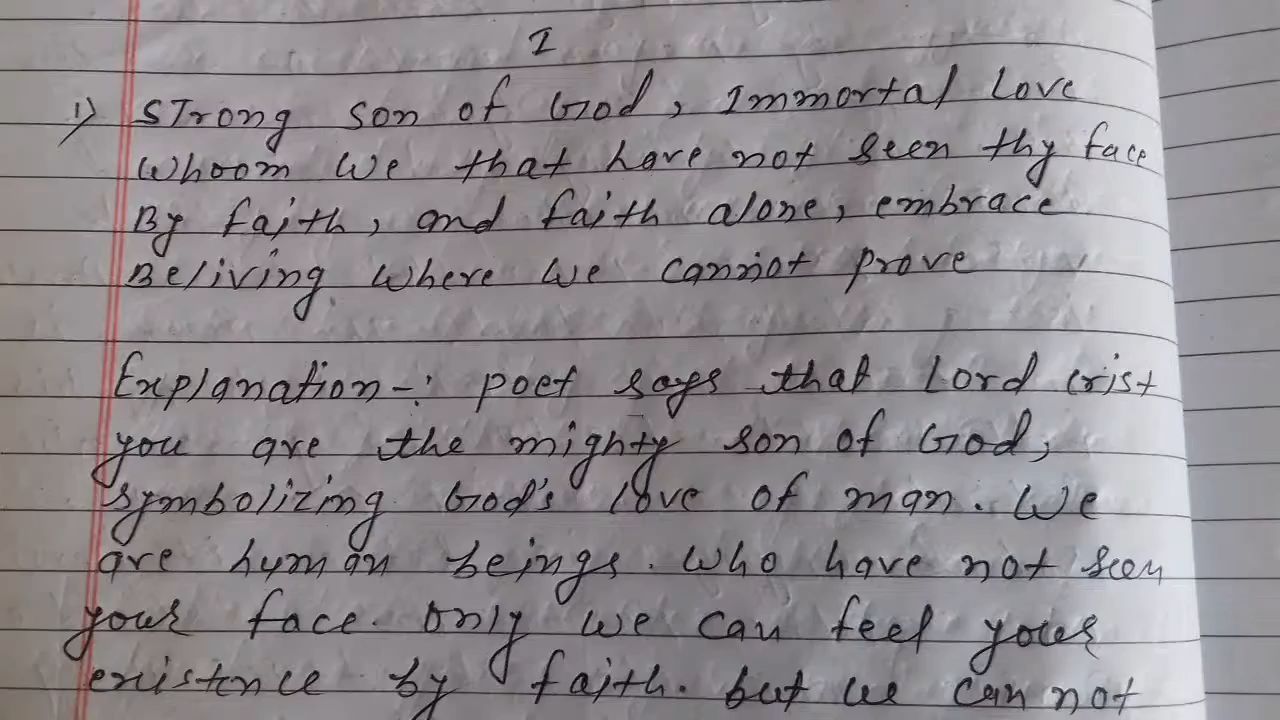 I
1) Strong son of God, Immortal Love
Whoom we that have not seen thy face
By faith, and faith alone, embrace
Beliving where we cannot prove
Explanation-: poet says that Lord Crist
you are the mighty son of God,
symbolizing God's love of man. We
are human beings. Who have not seen
your face. only we can feel your
existence by faith. but we can not